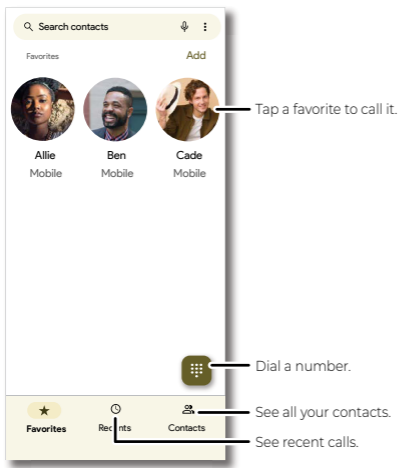 Search contacts
Favorites Add
Tap a favorite to call it.
Allie Ben Cade
Mobile Mobile Mobile
Dial a number.
See all your contacts.
Favorites Contacts
See recent calls.